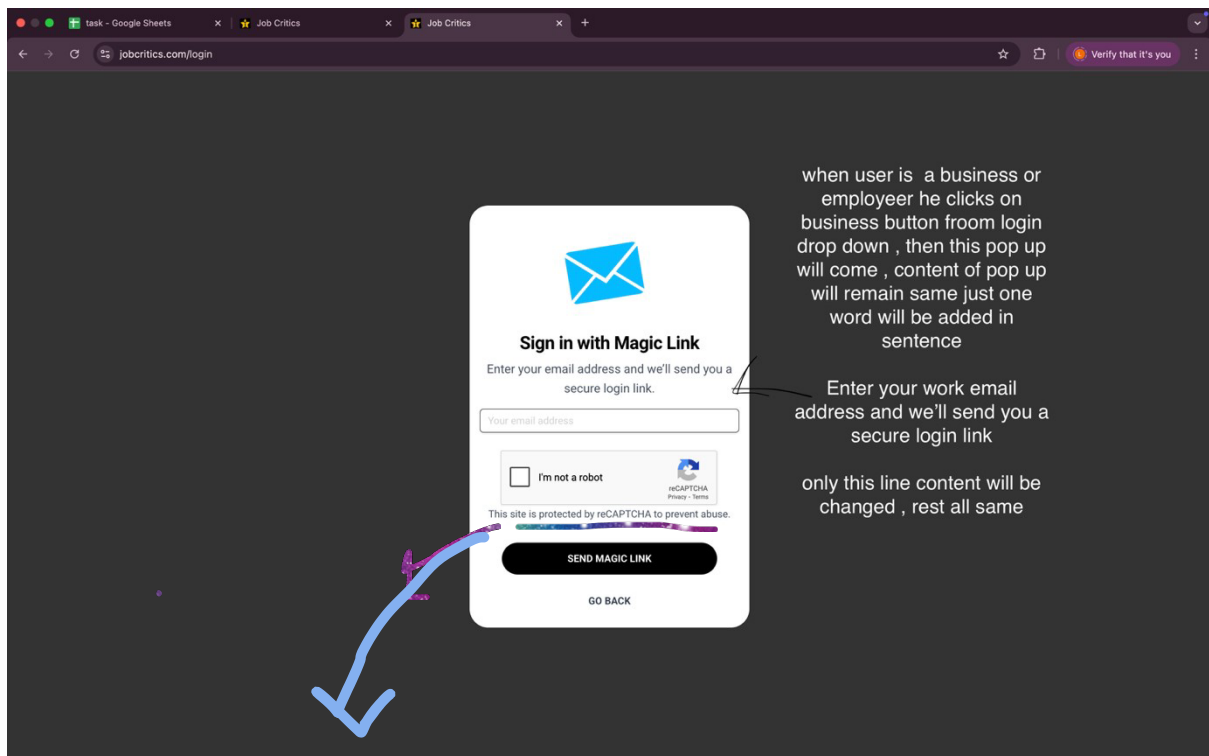 task - Google Sheets
Job Critics
Job Critics
jobcritics.com/login
Verify that it's you
when user is a business or
employeer he clicks on
business button froom login
drop down , then this pop up
will come , content of pop up
will remain same just one
word will be added in
sentence
Enter your work email
address and we'll send you a
secure login link
only this line content will be
changed , rest all same
Sign in with Magic Link
Enter your email address and we'll send you a
secure login link.
Your email address
I'm not a robot
reCAPTCHA
Privacy - Terms
This site is protected by reCAPTCHA to prevent abuse.
SEND MAGIC LINK
GO BACK